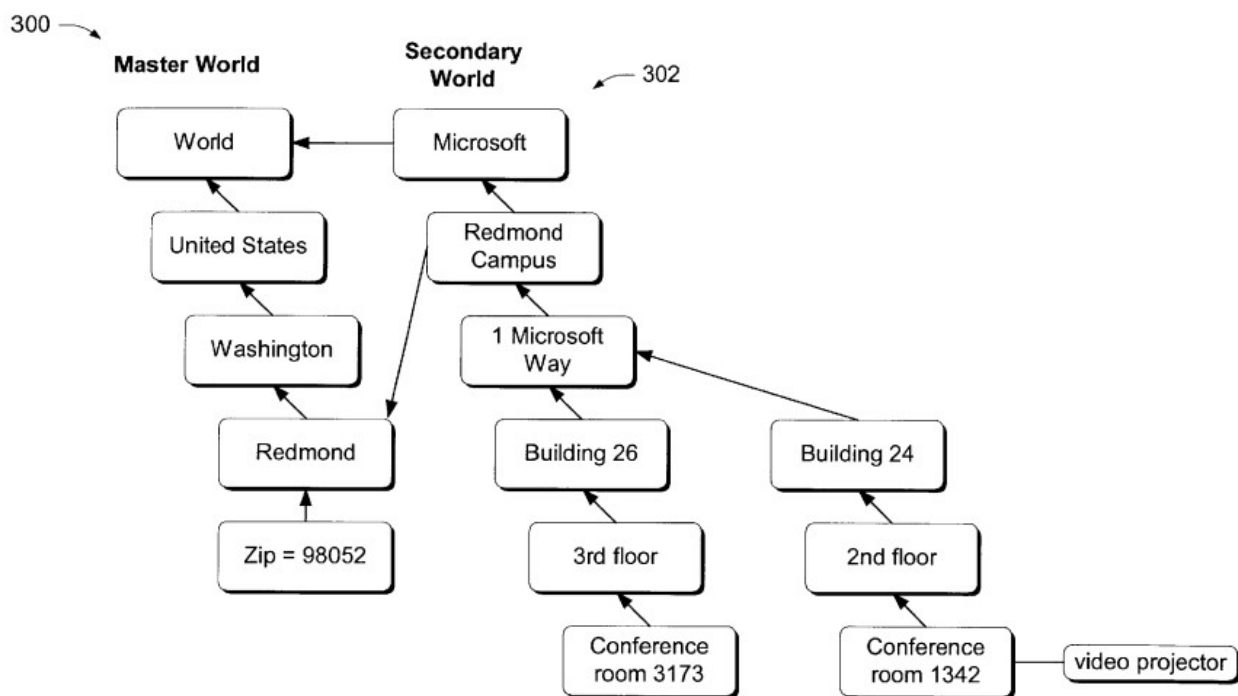 300
Master World
Secondary
World
302
World
Microsoft
United States
Redmond
Campus
Washington
1 Microsoft
Way
Redmond
Building 26
Building 24
Zip = 98052
3rd floor
2nd floor
Conference
room 3173
Conference
room 1342
video projector